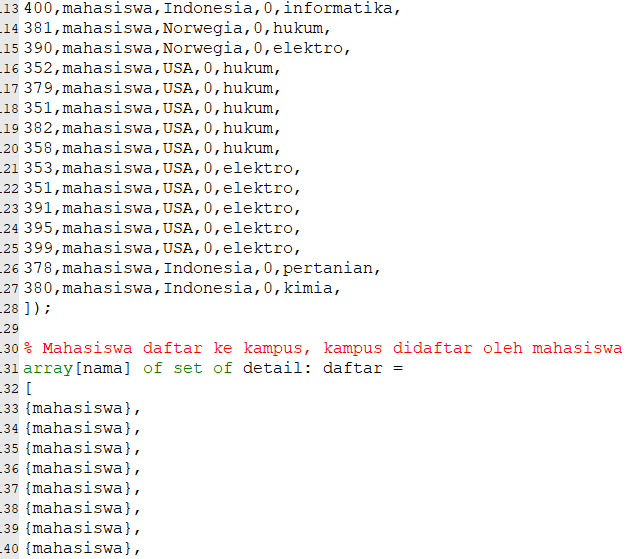 .13 400,mahasiswa,Indonesia,0,informatika,
.14 381,mahasiswa,Norwegia,0,hukum,
.15 390,mahasiswa,Norwegia,0,elektro,
.16 352,mahasiswa,USA,0,hukum,
.17 379,mahasiswa,USA,0,hukum,
.18 351,mahasiswa,USA,0,hukum,
.19 382,mahasiswa,USA,0,hukum,
.20 358,mahasiswa,USA,0,hukum,
.21 353,mahasiswa,USA,0,elektro,
.22 351,mahasiswa,USA,0,elektro,
.23 391,mahasiswa,USA,0,elektro,
.24 395,mahasiswa,USA,0,elektro,
.25 399,mahasiswa,USA,0,elektro,
.26 378,mahasiswa,Indonesia,0,pertanian,
.27 380,mahasiswa,Indonesia,0,kimia,
.28 ]);
.29
.30 % Mahasiswa daftar ke kampus, kampus didaftar oleh mahasiswa
.31 array[nama] of set of detail: daftar =
.32 [
.33 {mahasiswa},
.34 {mahasiswa},
.35 {mahasiswa},
.36 {mahasiswa},
.37 {mahasiswa},
.38 {mahasiswa},
.39 {mahasiswa},
.40 {mahasiswa},